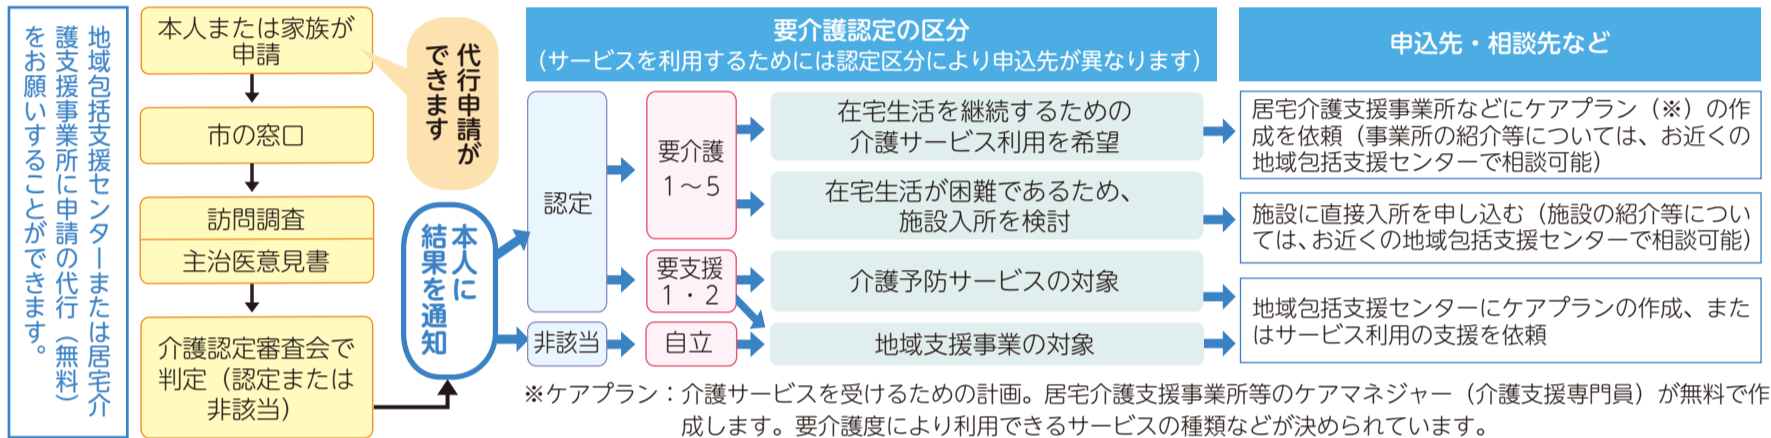 地域包括支援センターまたは居宅介
護支援事業所に申請の代行（無料）
をお願いすることができます。
本人または家族が
申請
代行申請が
できます
市の窓口
訪問調査
主治医意見書
介護認定審査会で
判定（認定または
非該当）
本人に
結果を通知
要介護認定の区分
（サービスを利用するためには認定区分により申込先が異なります）
申込先・相談先など
認定
非該当
要介護
1～5
要支援
1・2
自立
在宅生活を継続するための
介護サービス利用を希望
在宅生活が困難であるため、
施設入所を検討
介護予防サービスの対象
地域支援事業の対象
居宅介護支援事業所などにケアプラン（※）の作
成を依頼（事業所の紹介等については、お近くの
地域包括支援センターで相談可能）
施設に直接入所を申し込む（施設の紹介等につい
ては、お近くの地域包括支援センターで相談可能）
地域包括支援センターにケアプランの作成、また
はサービス利用の支援を依頼
※ケアプラン：介護サービスを受けるための計画。居宅介護支援事業所等のケアマネジャー（介護支援専門員）が無料で作
成します。要介護度により利用できるサービスの種類などが決められています。